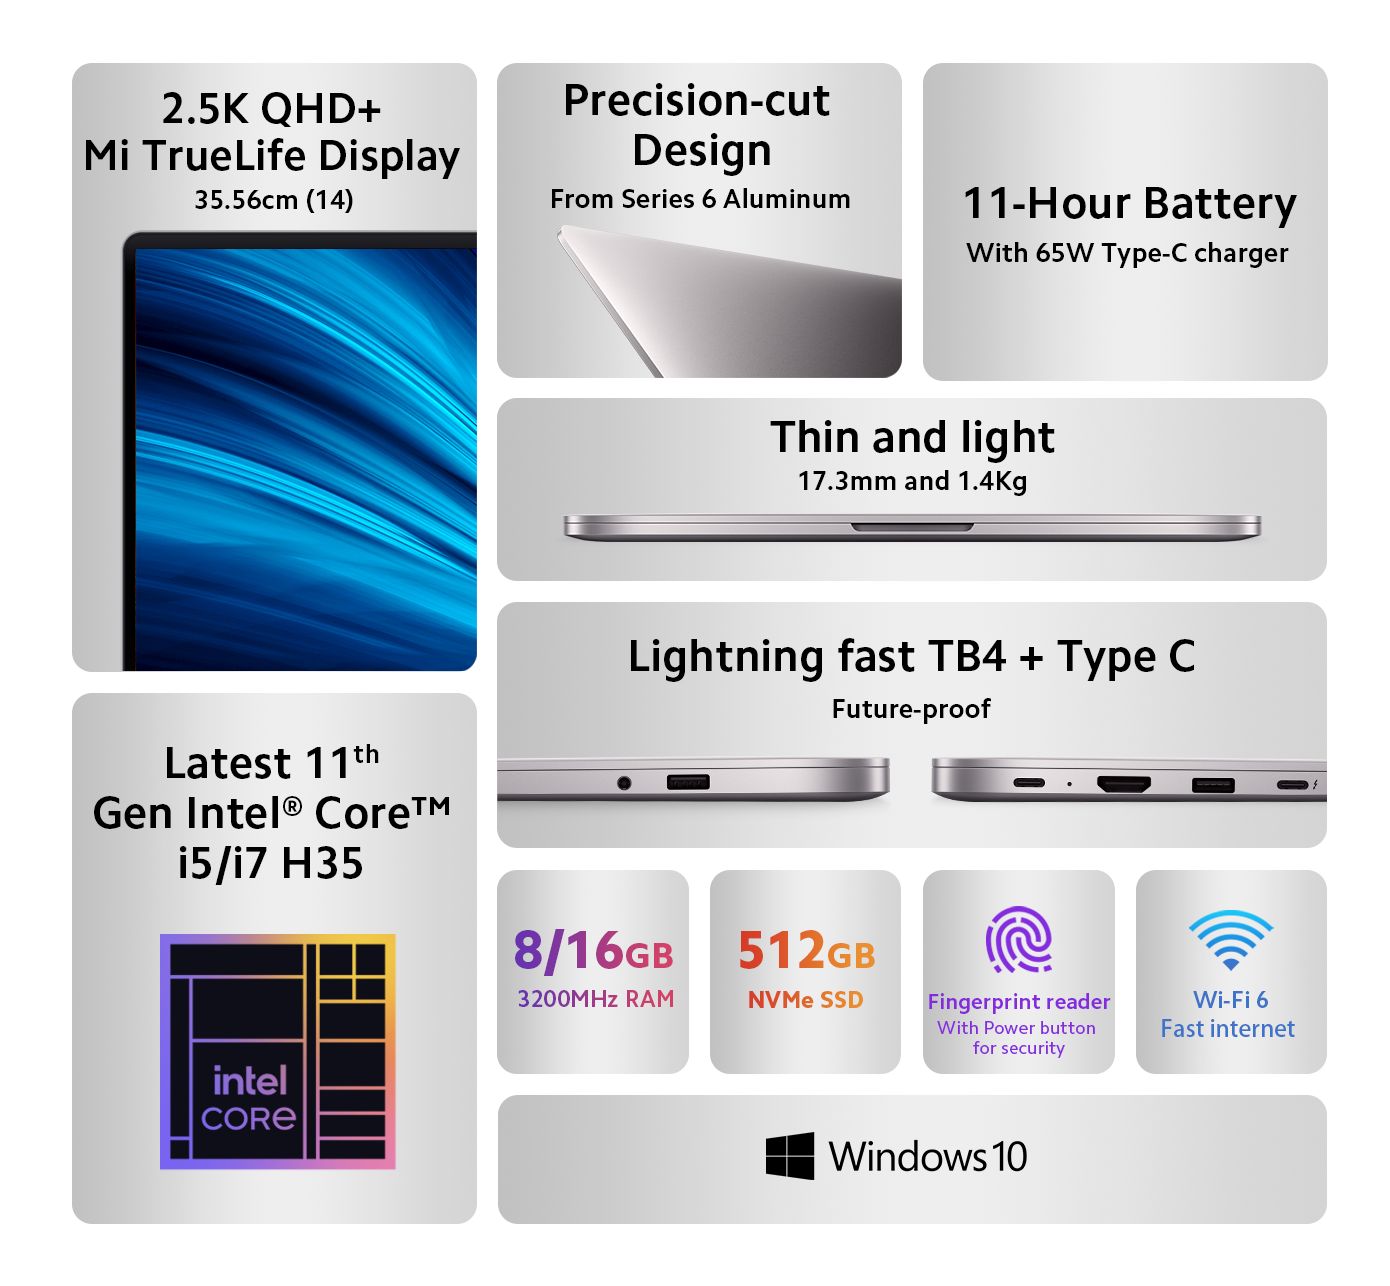 2.5K QHD+
Mi TrueLife Display
35.56cm (14)
Precision-cut
Design
From Series 6 Aluminum
11-Hour Battery
With 65W Type-C charger
Thin and light
17.3mm and 1.4Kg
Lightning fast TB4 + Type C
Future-proof
Latest 11th
Gen Intel® Core™
i5/i7 H35
intel
CORE
8/16GB
3200MHz RAM
512GB
NVMe SSD
Fingerprint reader
With Power button
for security
Wi-Fi 6
Fast internet
Windows 10